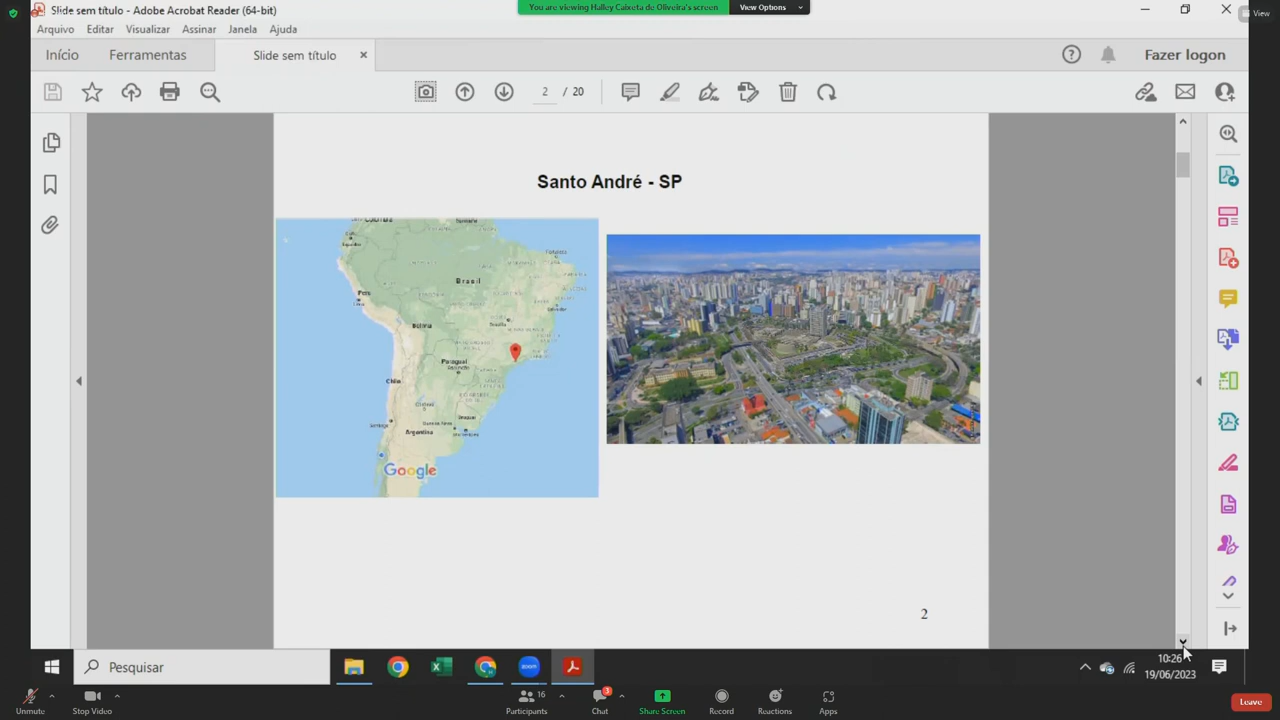 Slide sem título - Adobe Acrobat Reader (64-bit)
You are viewing Halley Caixeta de Oliveira's screen
View Options
View
Arquivo Editar Visualizar Assinar Janela Ajuda
Início Ferramentas Slide sem título × Fazer logon
2 / 20
Santo André - SP
Brasil
Peru
Bolívia
Paraguai
Chile
Argentina
Google
2
Pesquisar
10:26
19/06/2023
Unmute
Stop Video
Participants 16
Chat 3
Share Screen
Record
Reactions
Apps
Leave